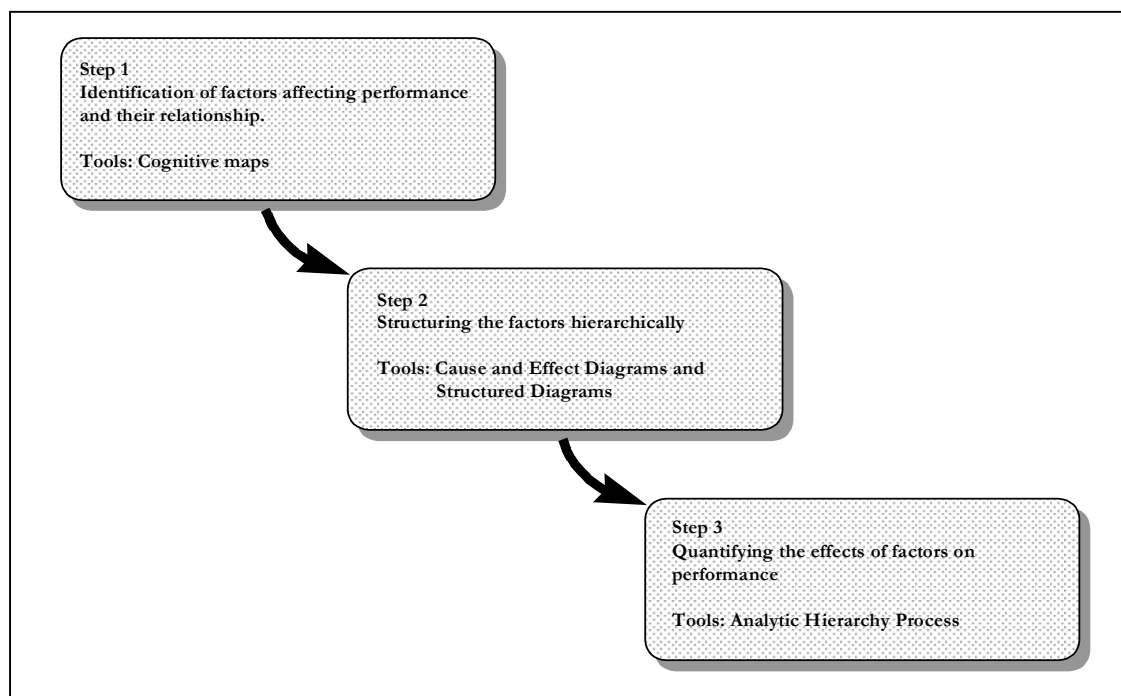 Step 1
Identification of factors affecting performance
and their relationship.
Tools: Cognitive maps
Step 2
Structuring the factors hierarchically
Tools: Cause and Effect Diagrams and
Structured Diagrams
Step 3
Quantifying the effects of factors on
performance
Tools: Analytic Hierarchy Process